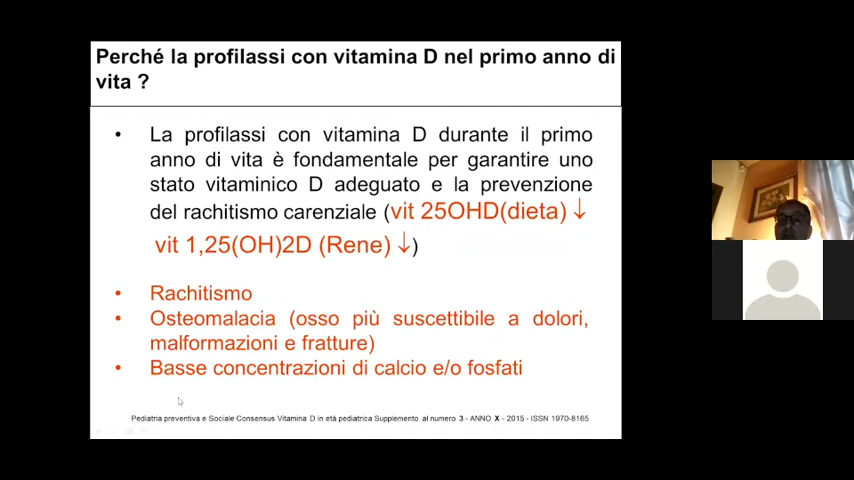 Perché la profilassi con vitamina D nel primo anno di
vita ?
• La profilassi con vitamina D durante il primo
anno di vita è fondamentale per garantire uno
stato vitaminico D adeguato e la prevenzione
del rachitismo carenziale (vit 25OHD(dieta) ↓
vit 1,25(OH)2D (Rene) ↓)
• Rachitismo
• Osteomalacia (osso più suscettibile a dolori,
malformazioni e fratture)
• Basse concentrazioni di calcio e/o fosfati
Pediatria preventiva e Sociale Consensus Vitamina D in età pediatrica Supplemento al numero 3 - ANNO X - 2015 - ISSN 1970-8165